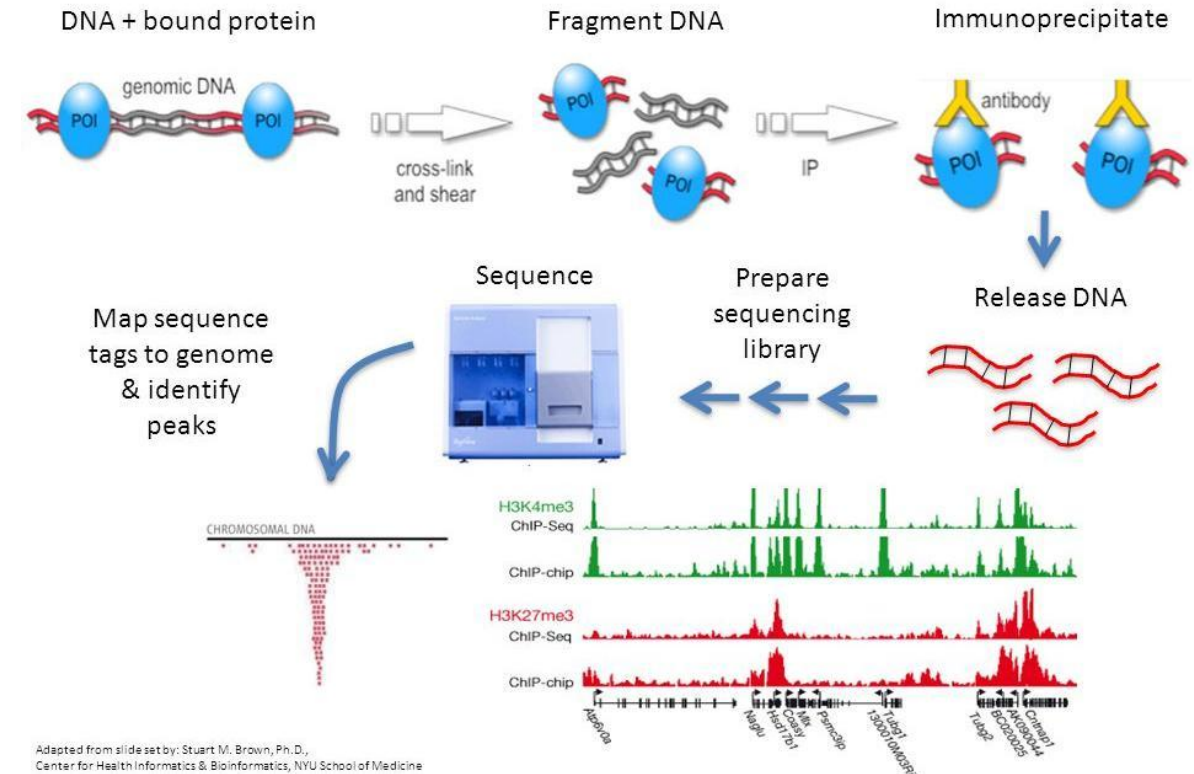 DNA + bound protein
Fragment DNA
Immunoprecipitate
genomic DNA
POI
POI
cross-link
and shear
POI
POI
IP
antibody
POI
POI
Release DNA
Prepare
sequencing
library
Sequence
Map sequence
tags to genome
& identify
peaks
CHROMOSOMAL DNA
H3K4me3
ChIP-Seq
ChIP-chip
H3K27me3
ChIP-Seq
ChIP-chip
Atp6v0a
Naglu
Hsd17b1
Coasy
Mlx
Psmc3ip
Tubg1
Tubg2
BC020025
AK090044
Cntnap1
Adapted from slide set by: Stuart M. Brown, Ph.D.,
Center for Health Informatics & Bioinformatics, NYU School of Medicine